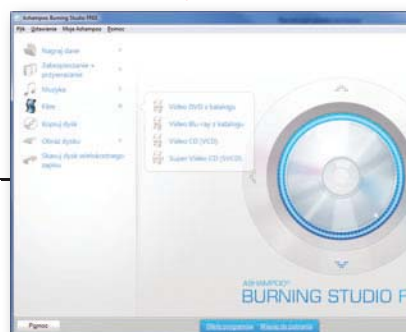 Ashampoo Burning Studio FREE
Plik Ustawienia Moje Ashampoo Pomoc
Nagraj dane
Zabezpieczanie +
przywracanie
Muzyka
Film
Kopiuj dysk
Obraz dysku
Skasuj dysk wielokrotnego
zapisu
Video DVD z katalogu
Video Blu-ray z katalogu
Video CD (VCD)
Super Video CD (SVCD)
ASHAMPOO®
BURNING STUDIO F
Pomoc